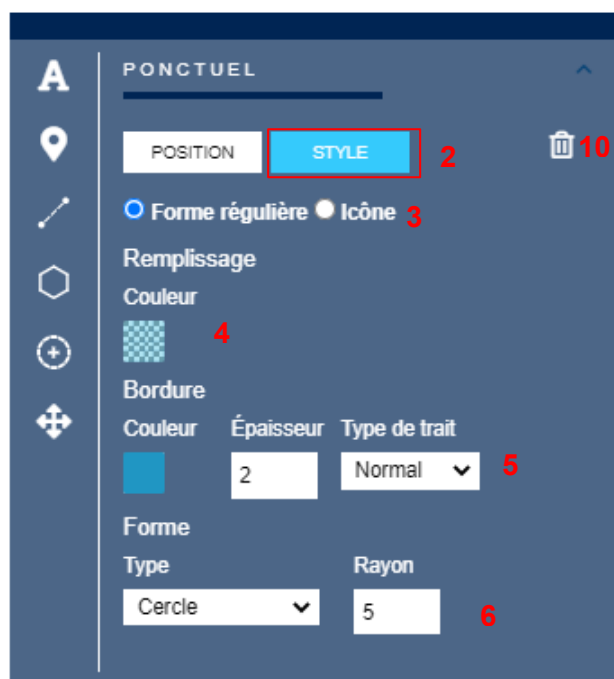 A
PONCTUEL
POSITION STYLE 2 10
Forme régulière Icône 3
Remplissage
Couleur
4
Bordure
Couleur Épaisseur Type de trait
2 Normal 5
Forme
Type Rayon
Cercle 5 6